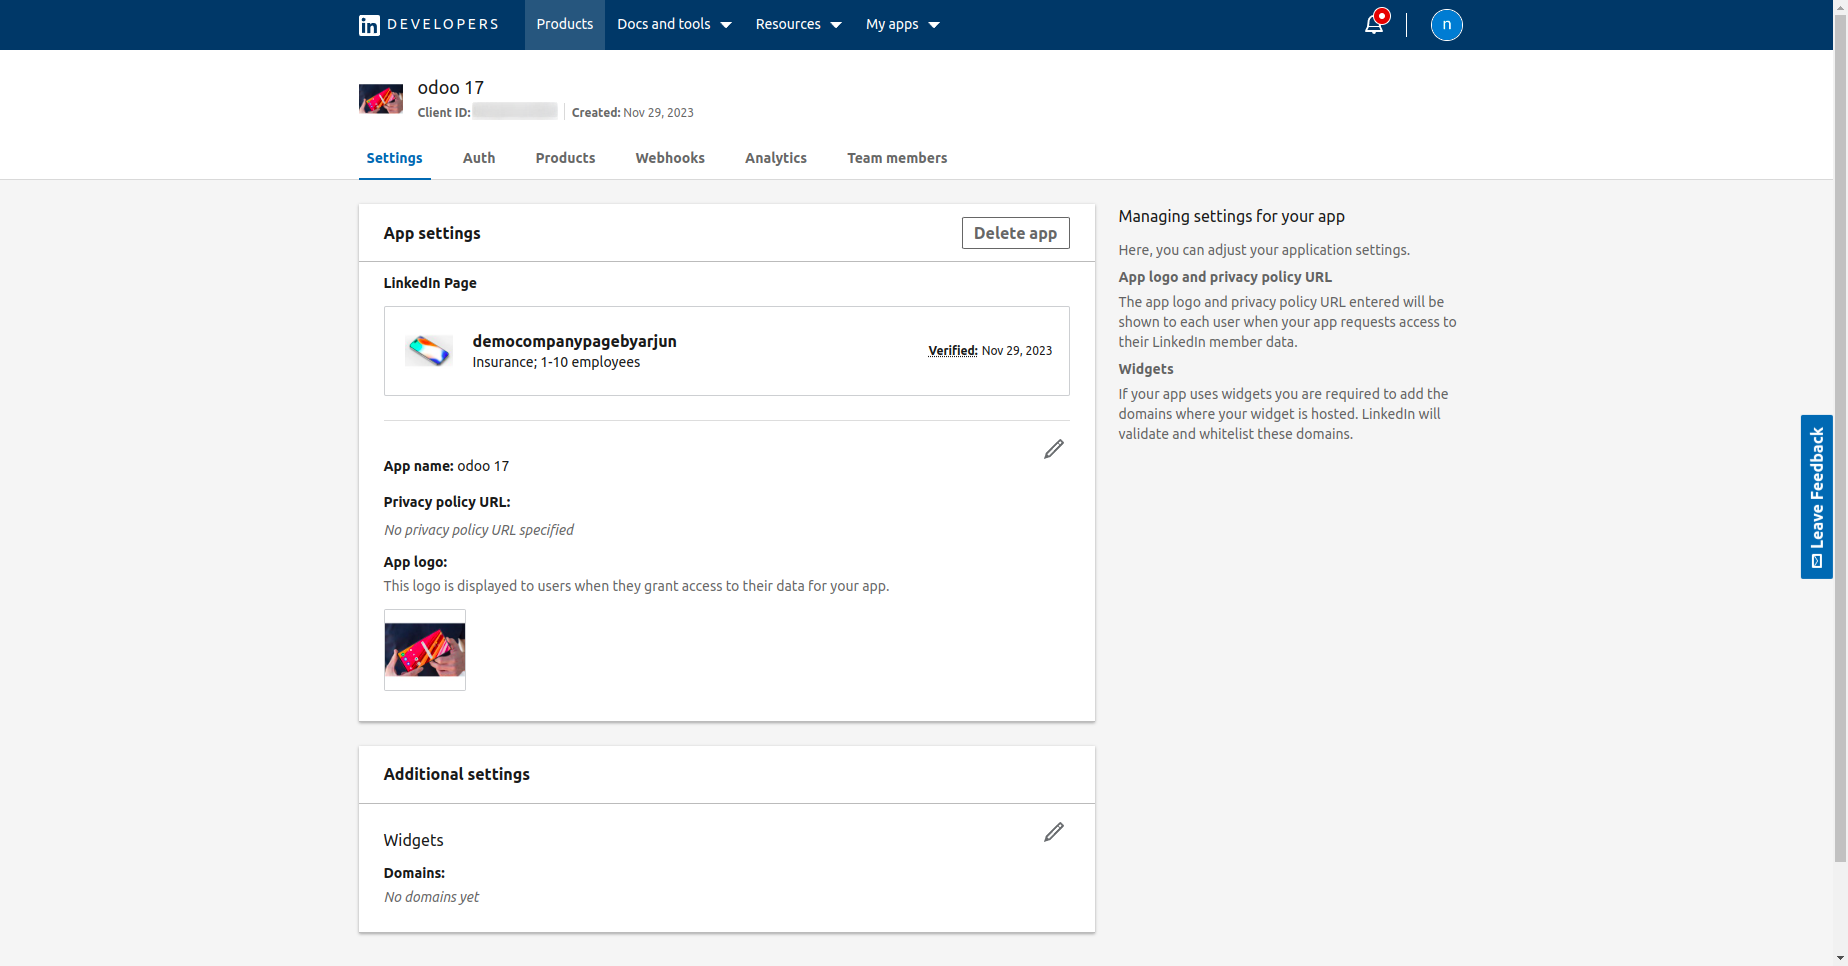 in DEVELOPERS Products Docs and tools Resources My apps n
odoo 17
Client ID: Created: Nov 29, 2023
Settings Auth Products Webhooks Analytics Team members
App settings
Delete app
LinkedIn Page
democompanypagebyarjun
Insurance; 1-10 employees
Verified: Nov 29, 2023
App name: odoo 17
Privacy policy URL:
No privacy policy URL specified
App logo:
This logo is displayed to users when they grant access to their data for your app.
Additional settings
Widgets
Domains:
No domains yet
Managing settings for your app
Here, you can adjust your application settings.
App logo and privacy policy URL
The app logo and privacy policy URL entered will be
shown to each user when your app requests access to
their LinkedIn member data.
Widgets
If your app uses widgets you are required to add the
domains where your widget is hosted. LinkedIn will
validate and whitelist these domains.
Leave Feedback